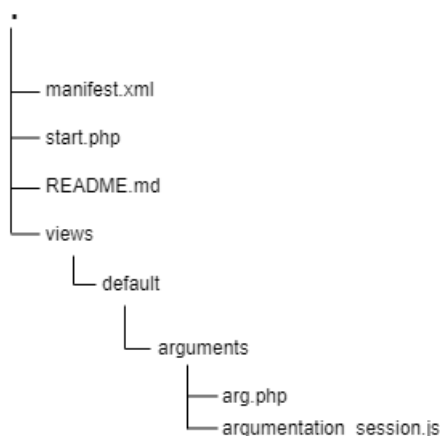 .
manifest.xml
start.php
README.md
views
default
arguments
arg.php
argumentation_session.js